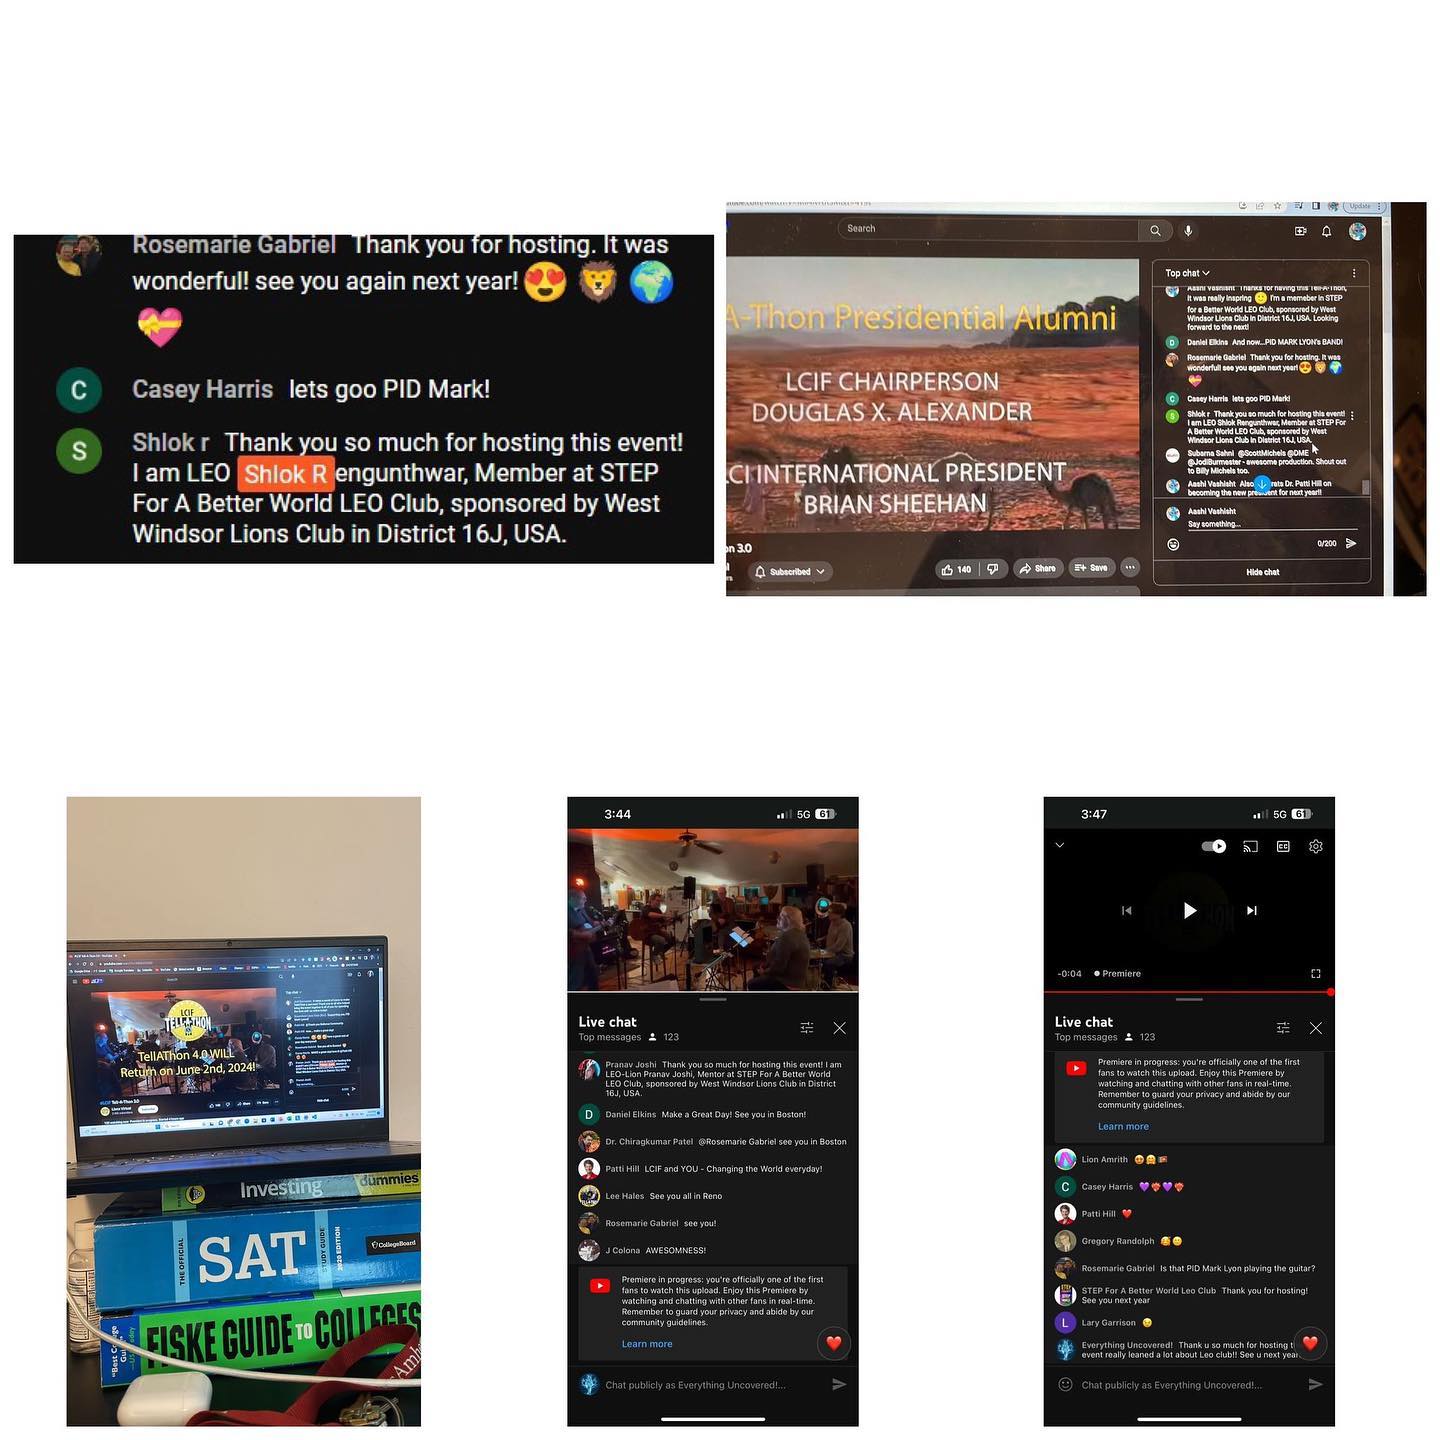 Rosemarie Gabriel Thank you for hosting. It was
wonderful! see you again next year! 😍 🦁 🌍
💝
C Casey Harris lets goo PID Mark!
S Shlok r Thank you so much for hosting this event!
I am LEO Shlok R engunthwar, Member at STEP
For A Better World LEO Club, sponsored by West
Windsor Lions Club in District 16J, USA.
Update
Search
A-Thon Presidential Alumni
LCIF CHAIRPERSON
DOUGLAS X. ALEXANDER
CI INTERNATIONAL PRESIDENT
BRIAN SHEEHAN
on 3.0
Subscribed
140
Share
Save
Top chat
Aashi Vashisht Thanks for having this Tell-A-Thon,
it was really inspring 🙂 I'm a memeber in STEP
for a Better World LEO Club, sponsored by West
Windsor Lions Club in District 16J, USA. Looking
forward to the next!
Daniel Elkins And now...PID MARK LYON's BAND!
Rosemarie Gabriel Thank you for hosting. It was
wonderful! see you again next year! 😍 🦁 🌍
💝
C Casey Harris lets goo PID Mark!
S Shlok r Thank you so much for hosting this event!
I am LEO Shlok Rengunthwar, Member at STEP For
A Better World LEO Club, sponsored by West
Windsor Lions Club in District 16J, USA.
Subarna Sahni @ScottMichels @DME
@JodiBurmester - awesome production. Shout out
to Billy Michels too.
Aashi Vashisht Also rats Dr. Patti Hill on
becoming the new pre ent for next year!!
Aashi Vashisht
Say something...
0/200
Hide chat
LCIF
TELL-A-THON
TellAThon 4.0 WILL
Return on June 2nd, 2024!
Investing
dummies
THE OFFICIAL
SAT
STUDY GUIDE
2020 EDITION
CollegeBoard
"Best College
FISKE GUIDE TO COLLEGES
3:44
5G 61
Live chat
Top messages 123
Pranav Joshi Thank you so much for hosting this event! I am
LEO-Lion Pranav Joshi, Mentor at STEP For A Better World
LEO Club, sponsored by West Windsor Lions Club in District
16J, USA.
D Daniel Elkins Make a Great Day! See you in Boston!
Dr. Chiragkumar Patel @Rosemarie Gabriel see you in Boston
Patti Hill LCIF and YOU - Changing the World everyday!
Lee Hales See you all in Reno
Rosemarie Gabriel see you!
J Colona AWESOMNESS!
Premiere in progress: you're officially one of the first
fans to watch this upload. Enjoy this Premiere by
watching and chatting with other fans in real-time.
Remember to guard your privacy and abide by our
community guidelines.
Learn more
Chat publicly as Everything Uncovered!...
3:47
5G 61
CC
-0:04 Premiere
Live chat
Top messages 123
Premiere in progress: you're officially one of the first
fans to watch this upload. Enjoy this Premiere by
watching and chatting with other fans in real-time.
Remember to guard your privacy and abide by our
community guidelines.
Learn more
Lion Amrith 😍
C Casey Harris
Patti Hill ❤️
Gregory Randolph
Rosemarie Gabriel Is that PID Mark Lyon playing the guitar?
STEP For A Better World Leo Club Thank you for hosting!
See you next year
L Lary Garrison
Everything Uncovered! Thank u so much for hosting t
event really leaned a lot about Leo club!! See u next year
Chat publicly as Everything Uncovered!...